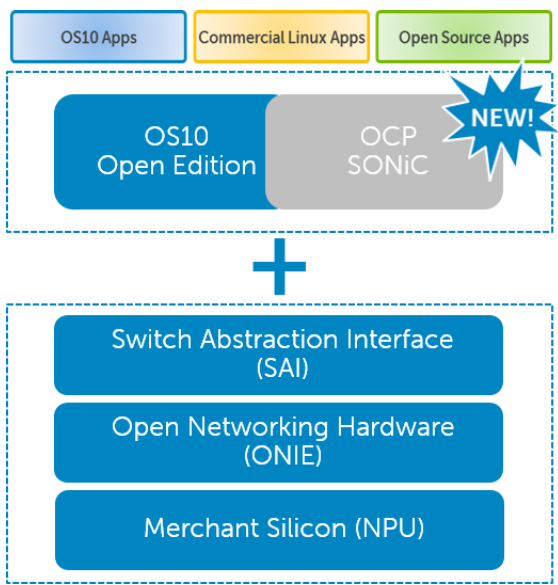 OS10 Apps
Commercial Linux Apps
Open Source Apps
NEW!
OS10
Open Edition
OCP
SONiC
+
Switch Abstraction Interface
(SAI)
Open Networking Hardware
(ONIE)
Merchant Silicon (NPU)